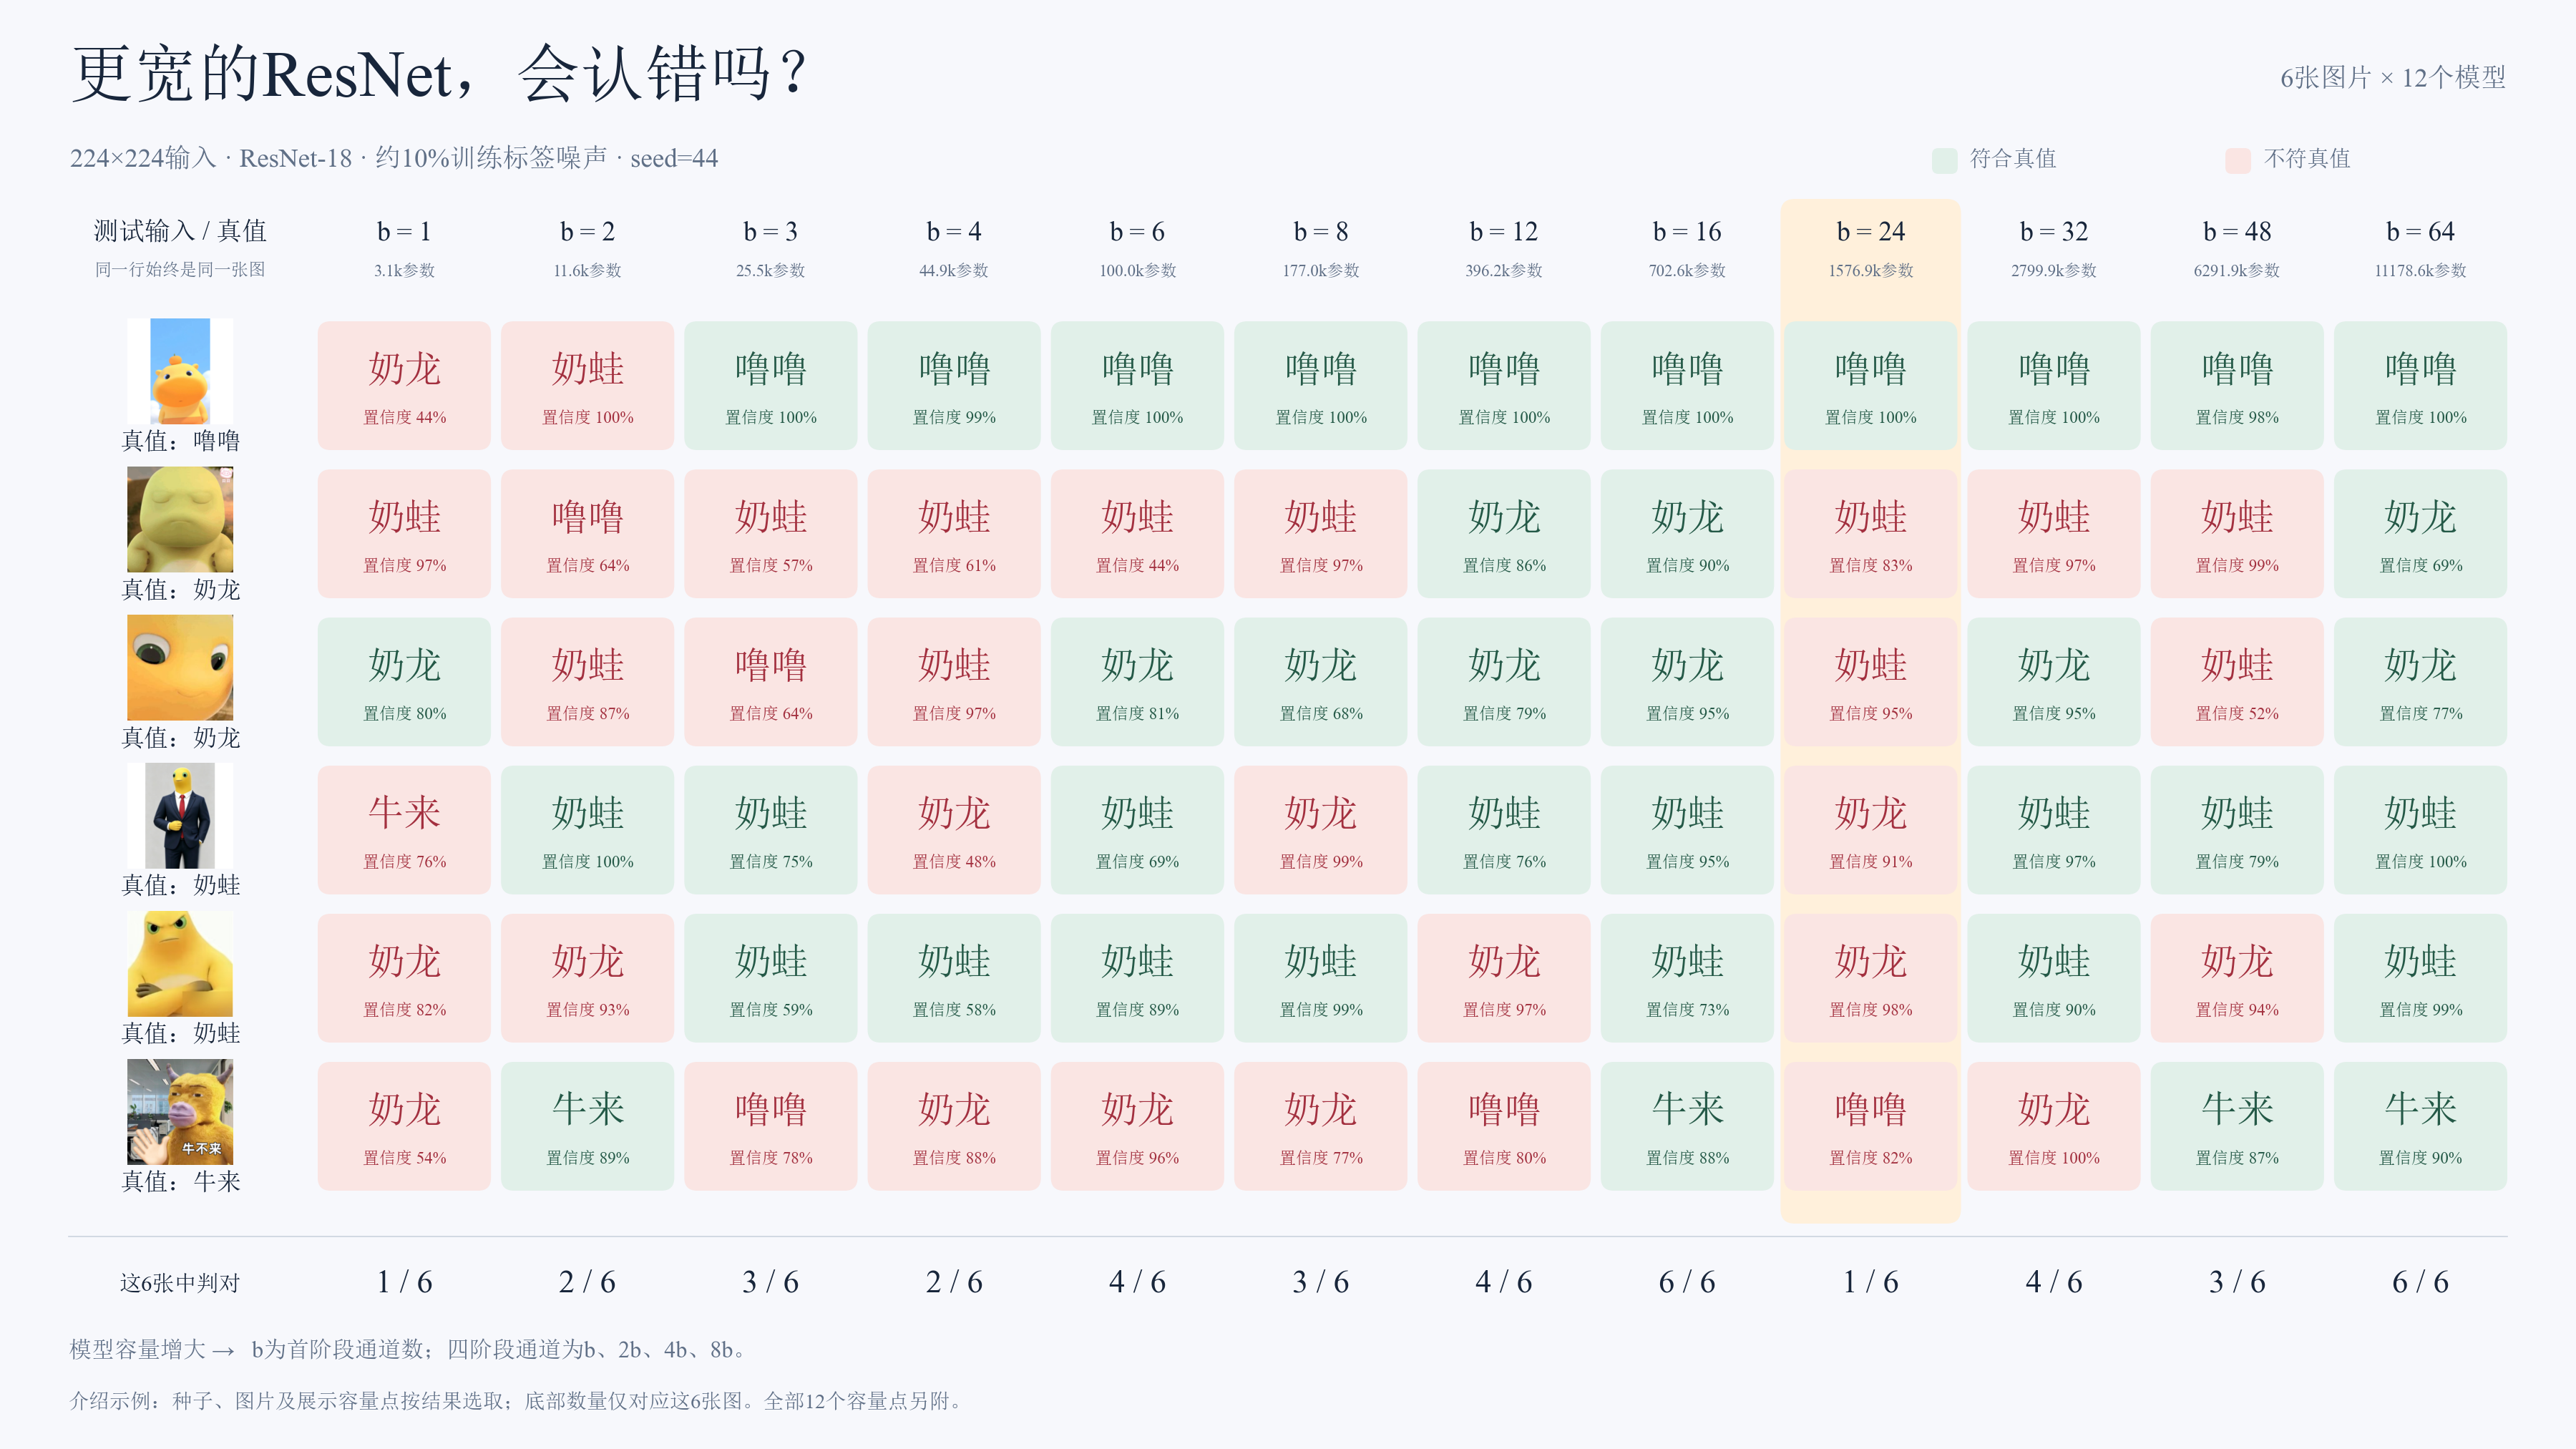 更宽的ResNet，会认错吗？
6张图片 × 12个模型
224×224输入 · ResNet-18 · 约10%训练标签噪声 · seed=44
符合真值 不符真值
测试输入 / 真值 b = 1 b = 2 b = 3 b = 4 b = 6 b = 8 b = 12 b = 16 b = 24 b = 32 b = 48 b = 64
同一行始终是同一张图 3.1k参数 11.6k参数 25.5k参数 44.9k参数 100.0k参数 177.0k参数 396.2k参数 702.6k参数 1576.9k参数 2799.9k参数 6291.9k参数 11178.6k参数
奶龙 奶蛙 噜噜 噜噜 噜噜 噜噜 噜噜 噜噜 噜噜 噜噜 噜噜 噜噜
置信度 44% 置信度 100% 置信度 100% 置信度 99% 置信度 100% 置信度 100% 置信度 100% 置信度 100% 置信度 100% 置信度 100% 置信度 98% 置信度 100%
真值：噜噜
奶蛙 噜噜 奶蛙 奶蛙 奶蛙 奶蛙 奶龙 奶龙 奶蛙 奶蛙 奶蛙 奶龙
置信度 97% 置信度 64% 置信度 57% 置信度 61% 置信度 44% 置信度 97% 置信度 86% 置信度 90% 置信度 83% 置信度 97% 置信度 99% 置信度 69%
真值：奶龙
奶龙 奶蛙 噜噜 奶蛙 奶龙 奶龙 奶龙 奶龙 奶蛙 奶龙 奶蛙 奶龙
置信度 80% 置信度 87% 置信度 64% 置信度 97% 置信度 81% 置信度 68% 置信度 79% 置信度 95% 置信度 95% 置信度 95% 置信度 52% 置信度 77%
真值：奶龙
牛来 奶蛙 奶蛙 奶龙 奶蛙 奶龙 奶蛙 奶蛙 奶龙 奶蛙 奶蛙 奶蛙
置信度 76% 置信度 100% 置信度 75% 置信度 48% 置信度 69% 置信度 99% 置信度 76% 置信度 95% 置信度 91% 置信度 97% 置信度 79% 置信度 100%
真值：奶蛙
奶龙 奶龙 奶蛙 奶蛙 奶蛙 奶蛙 奶龙 奶蛙 奶龙 奶蛙 奶龙 奶蛙
置信度 82% 置信度 93% 置信度 59% 置信度 58% 置信度 89% 置信度 99% 置信度 97% 置信度 73% 置信度 98% 置信度 90% 置信度 94% 置信度 99%
真值：奶蛙
奶龙 牛来 噜噜 奶龙 奶龙 奶龙 噜噜 牛来 噜噜 奶龙 牛来 牛来
牛不来
置信度 54% 置信度 89% 置信度 78% 置信度 88% 置信度 96% 置信度 77% 置信度 80% 置信度 88% 置信度 82% 置信度 100% 置信度 87% 置信度 90%
真值：牛来
这6张中判对 1 / 6 2 / 6 3 / 6 2 / 6 4 / 6 3 / 6 4 / 6 6 / 6 1 / 6 4 / 6 3 / 6 6 / 6
模型容量增大 → b为首阶段通道数；四阶段通道为b、2b、4b、8b。
介绍示例：种子、图片及展示容量点按结果选取；底部数量仅对应这6张图。全部12个容量点另附。